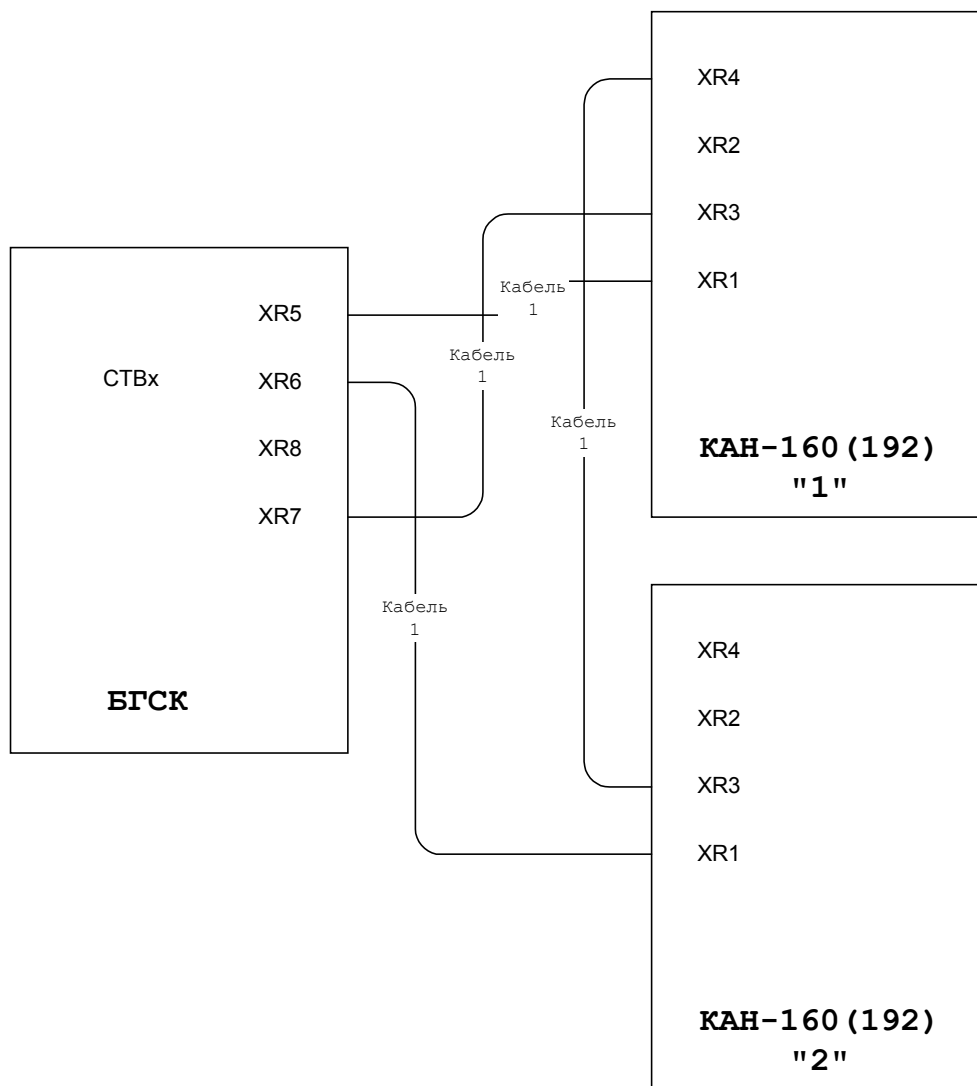 XR4
XR2
XR3
XR1
КАН-160(192)
"1"
XR5
СТВх
XR6
XR8
XR7
БГСК
Кабель
1
Кабель
1
Кабель
1
Кабель
1
XR4
XR2
XR3
XR1
КАН-160(192)
"2"